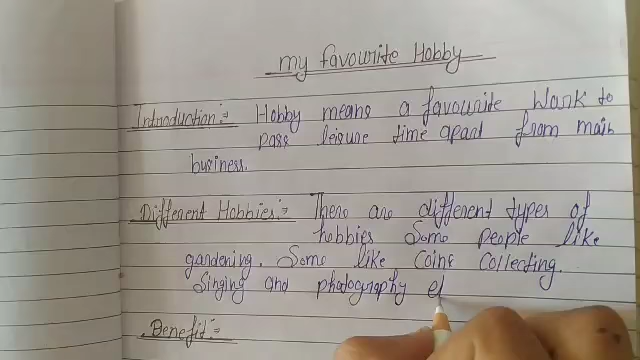 my favourite Hobby
Introduction:- Hobby means a favourite Work to
pass leisure time apart from main
business.
Different Hobbies:- There are different types of
hobbies Some people like
gardening. Some like Coins Collecting.
Singing and photography et
Benefit:-